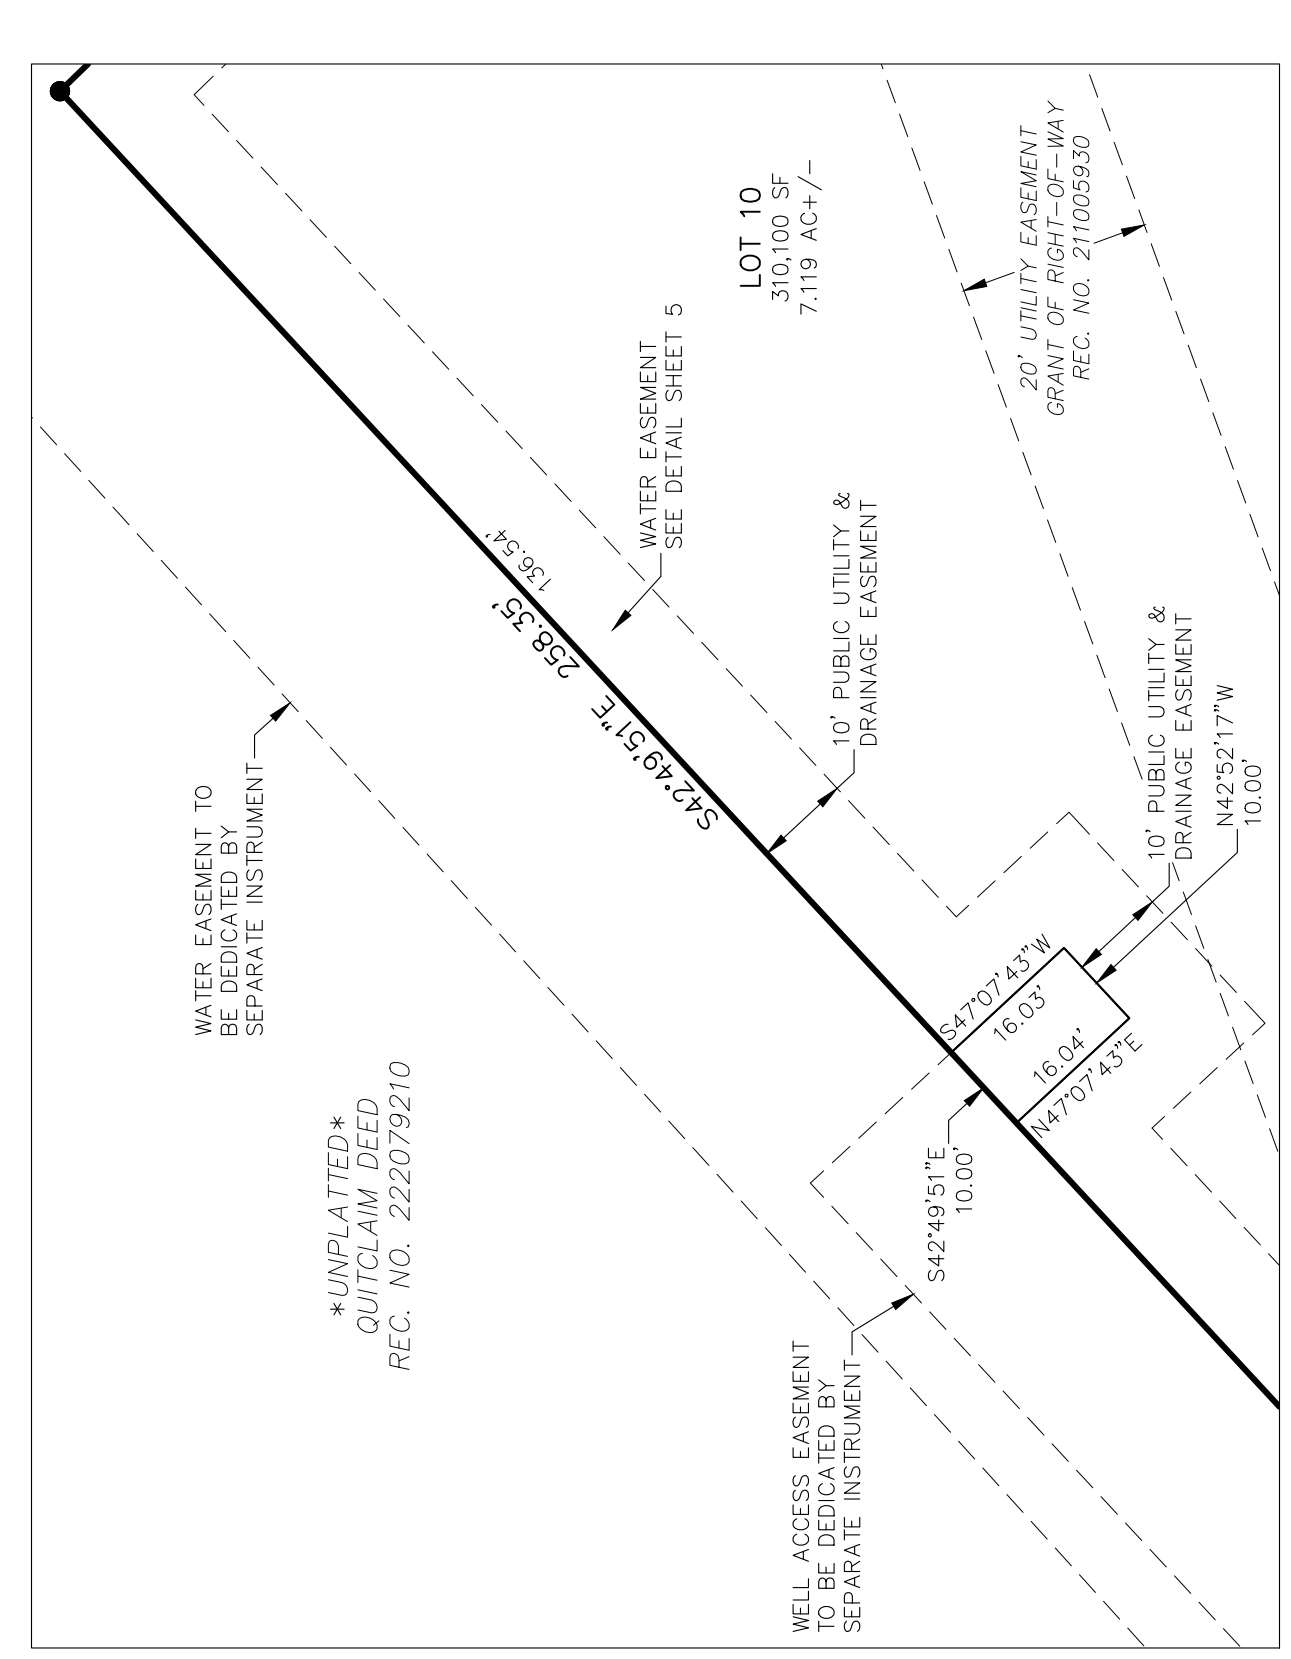 WATER EASEMENT TO
BE DEDICATED BY
SEPARATE INSTRUMENT
*UNPLATTED*
QUITCLAIM DEED
REC. NO. 222079210
136.54'
258.35'
S42°49'51"E
WATER EASEMENT
SEE DETAIL SHEET 5
LOT 10
310,100 SF
7.119 AC+/-
20' UTILITY EASEMENT
GRANT OF RIGHT-OF-WAY
REC. NO. 211005930
10' PUBLIC UTILITY &
DRAINAGE EASEMENT
10' PUBLIC UTILITY &
DRAINAGE EASEMENT
N42°52'17"W
10.00'
S47°07'43"W
16.03'
16.04'
N47°07'43"E
S42°49'51"E
10.00'
WELL ACCESS EASEMENT
TO BE DEDICATED BY
SEPARATE INSTRUMENT